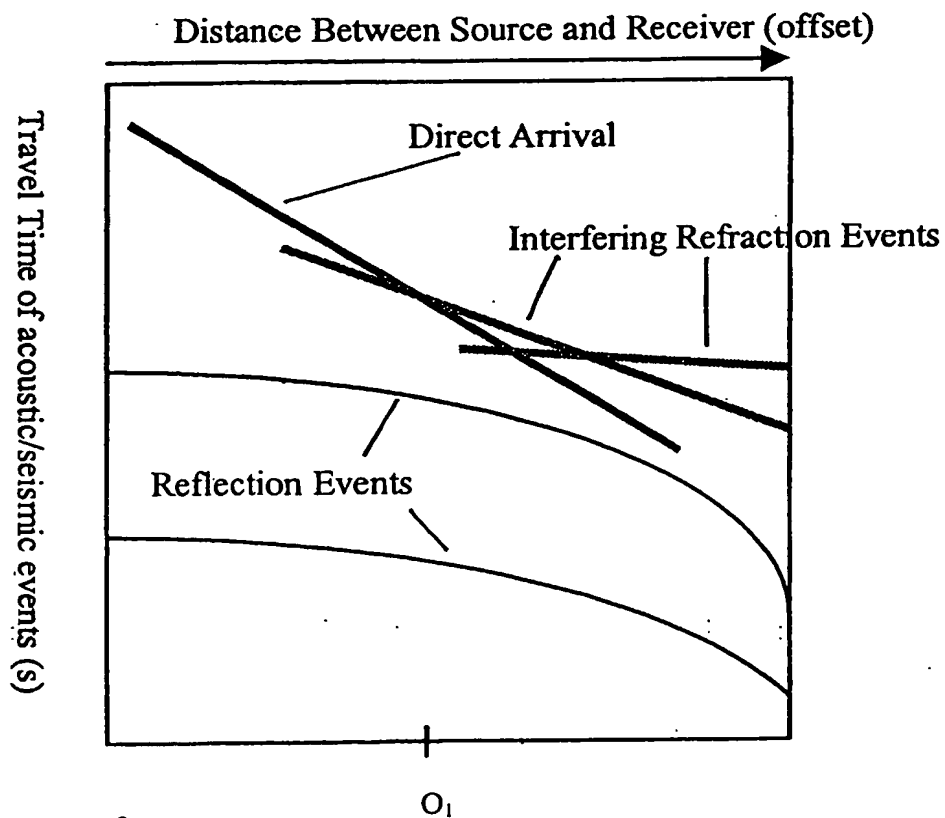 Distance Between Source and Receiver (offset)
Travel Time of acoustic/seismic events (s)
Direct Arrival
Interfering Refraction Events
Reflection Events
O₁